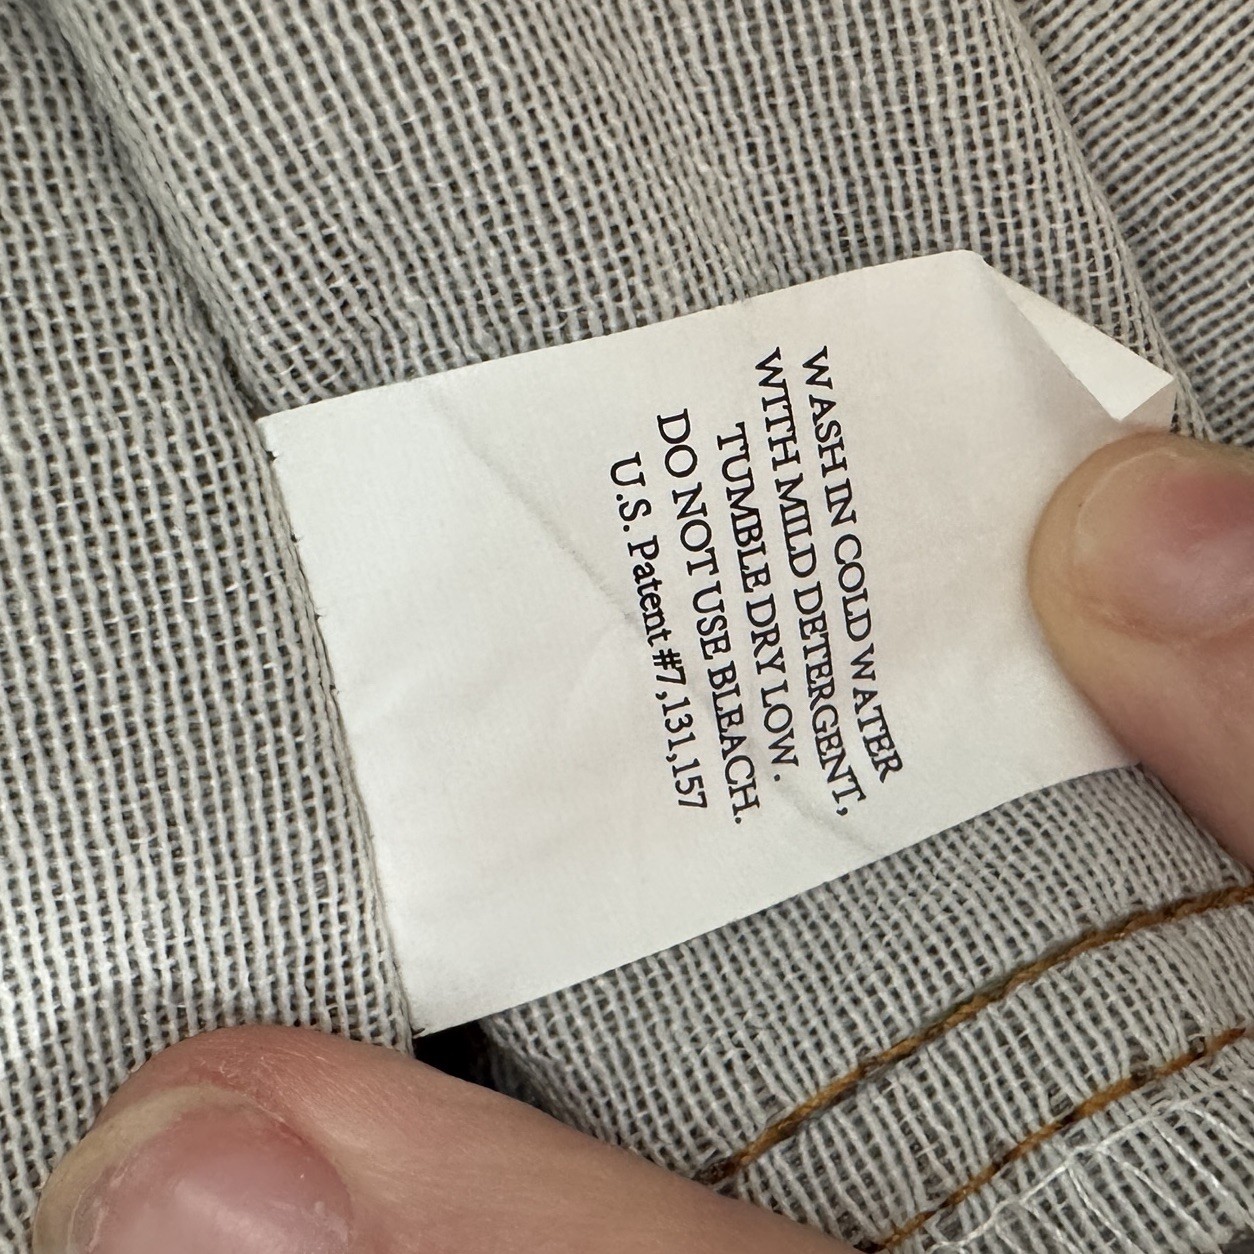 WASH IN COLD WATER
WITH MILD DETERGENT,
TUMBLE DRY LOW.
DO NOT USE BLEACH.
U.S. Patent #7,131,157